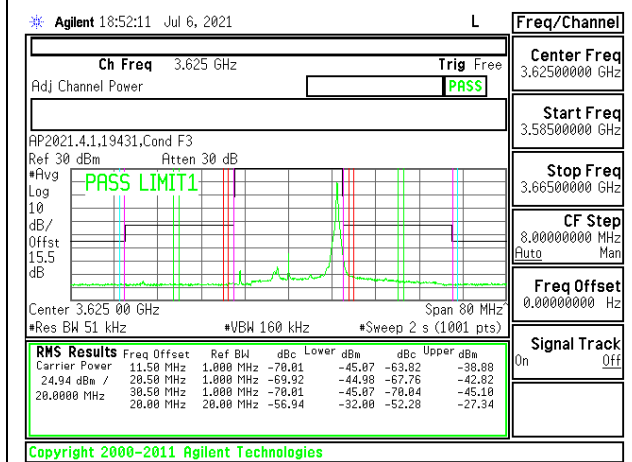 Agilent 18:52:11 Jul 6, 2021 L
Freq/Channel
Ch Freq 3.625 GHz Trig Free
Adj Channel Power PASS
Center Freq
3.62500000 GHz
Start Freq
3.58500000 GHz
AP2021.4.1,19431,Cond F3
Ref 30 dBm Atten 30 dB
#Avg
Log
10
dB/
Offst
15.5
dB
PASS LIMIT1
Stop Freq
3.66500000 GHz
CF Step
8.00000000 MHz
Auto Man
Freq Offset
0.00000000 Hz
Center 3.625 00 GHz Span 80 MHz
#Res BW 51 kHz #VBW 160 kHz #Sweep 2 s (1001 pts)
Signal Track
On Off
RMS Results Freq Offset Ref BW dBc Lower dBm dBc Upper dBm
Carrier Power 11.50 MHz 1.000 MHz -70.01 -45.07 -63.82 -38.88
24.94 dBm / 20.50 MHz 1.000 MHz -69.92 -44.98 -67.76 -42.82
20.0000 MHz 30.50 MHz 1.000 MHz -70.01 -45.07 -70.04 -45.10
20.00 MHz 20.00 MHz -56.94 -32.00 -52.28 -27.34
Copyright 2000-2011 Agilent Technologies